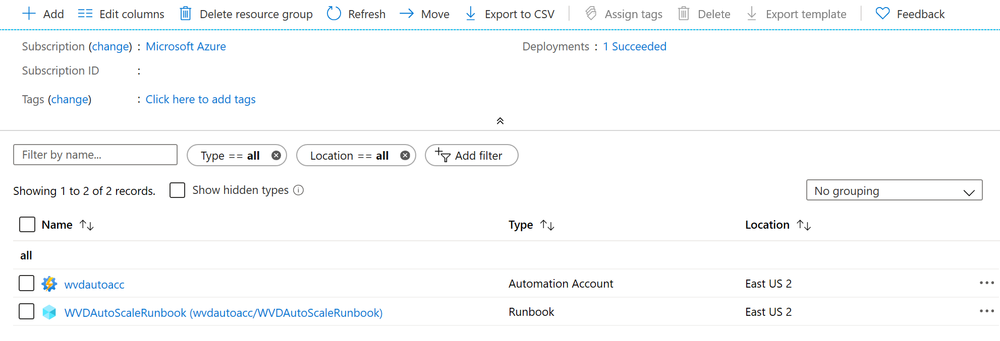 Add Edit columns Delete resource group Refresh Move Export to CSV Assign tags Delete Export template Feedback
Subscription (change) : Microsoft Azure Deployments : 1 Succeeded
Subscription ID :
Tags (change) : Click here to add tags
Filter by name... Type == all Location == all Add filter
Showing 1 to 2 of 2 records. Show hidden types No grouping
Name Type Location
all
wvdautoacc Automation Account East US 2
WVDAutoScaleRunbook (wvdautoacc/WVDAutoScaleRunbook) Runbook East US 2